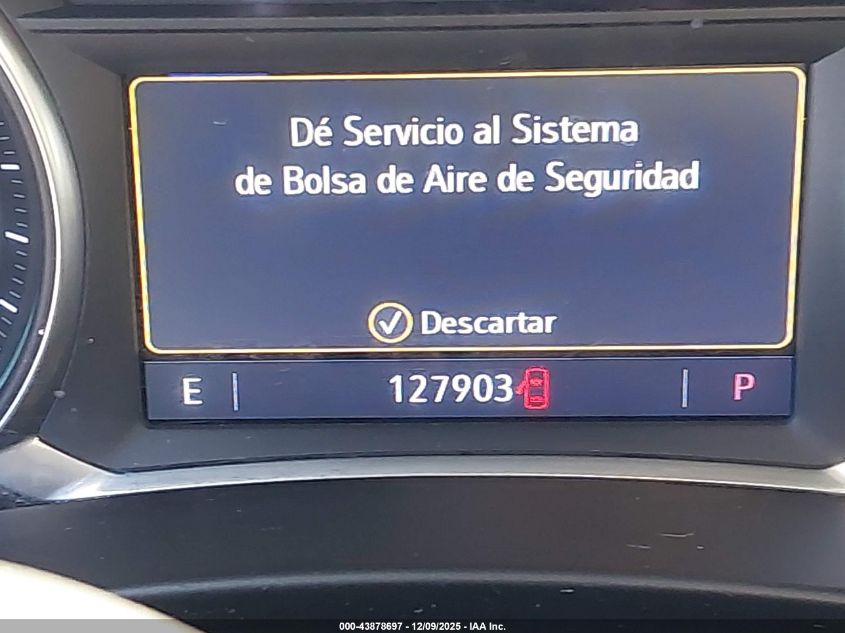 Dé Servicio al Sistema
de Bolsa de Aire de Seguridad
Descartar
E 127903 P
000-43878697 - 12/09/2025 - IAA Inc.